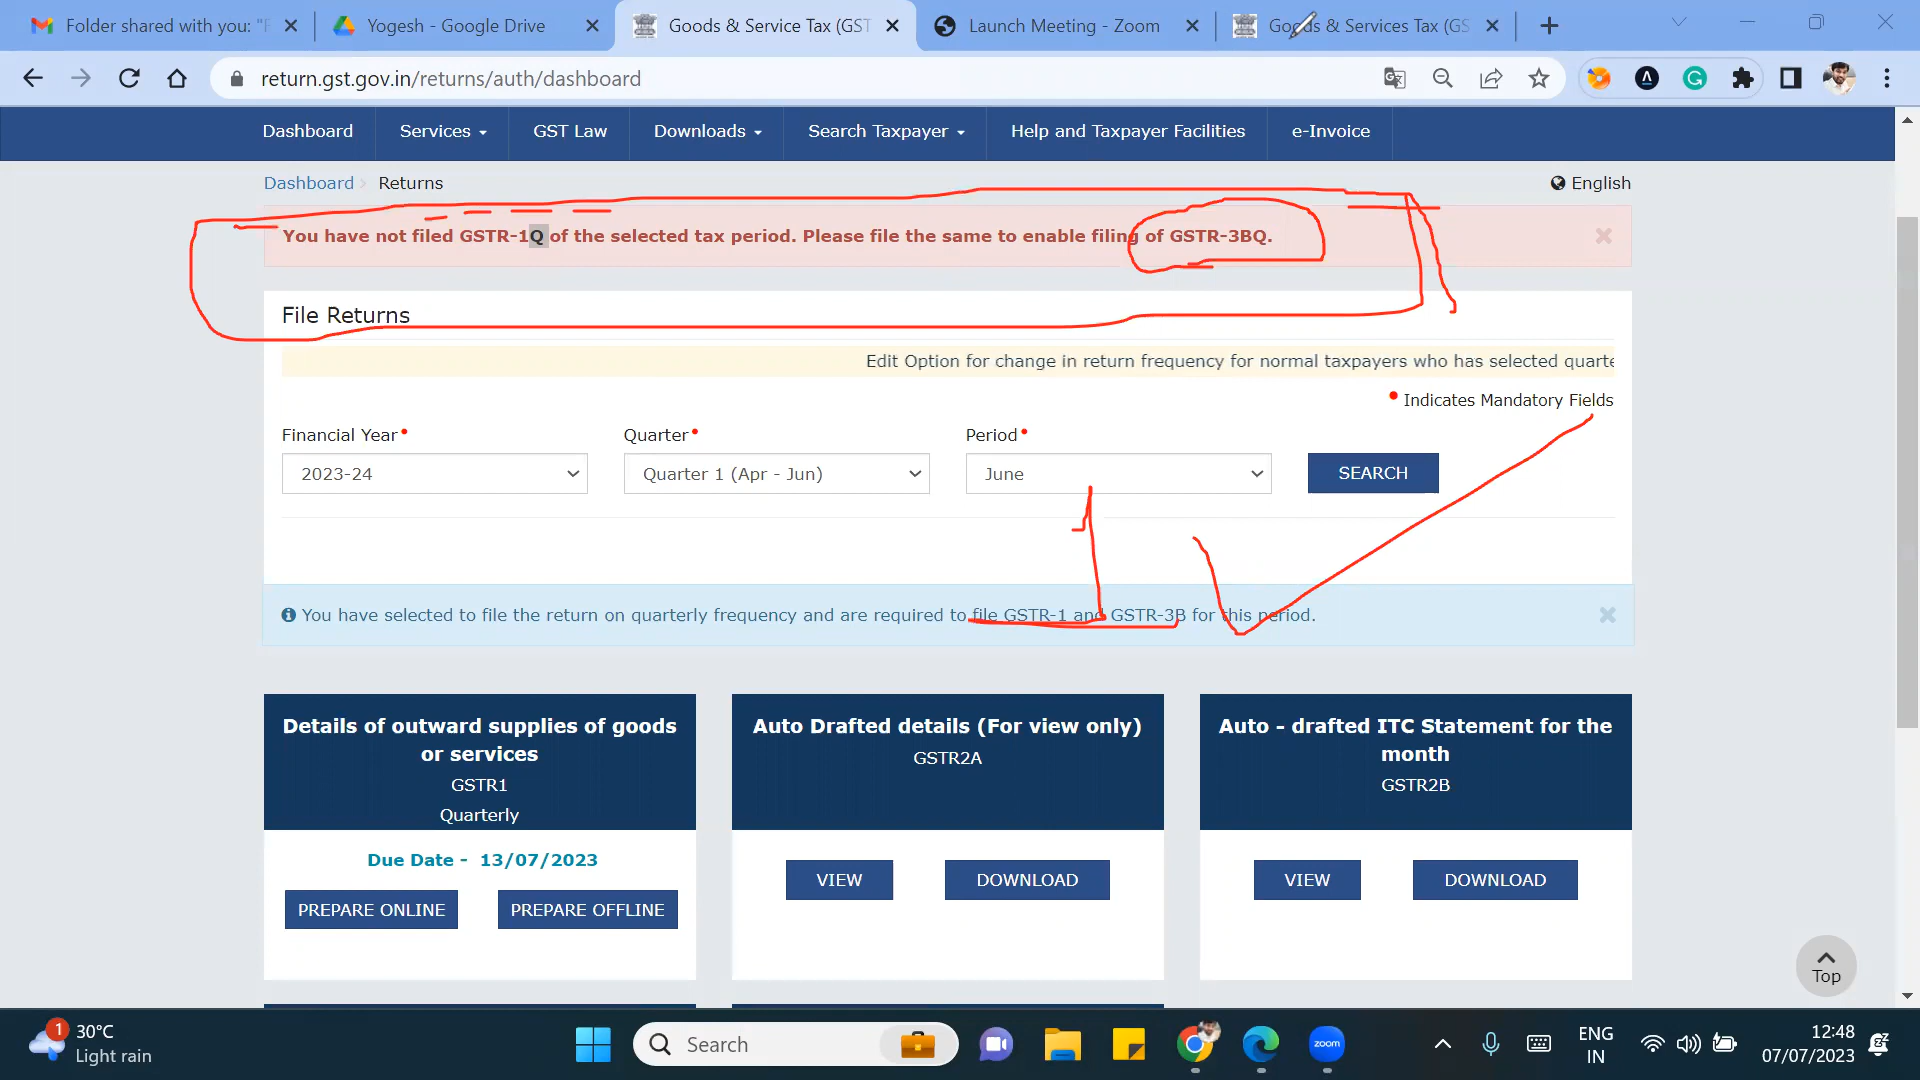 Folder shared with you: "F
Yogesh - Google Drive
Goods & Service Tax (GST
Launch Meeting - Zoom
Goods & Services Tax (GS
return.gst.gov.in/returns/auth/dashboard
Dashboard
Services
GST Law
Downloads
Search Taxpayer
Help and Taxpayer Facilities
e-Invoice
Dashboard
Returns
English
You have not filed GSTR-1Q of the selected tax period. Please file the same to enable filing of GSTR-3BQ.
File Returns
Edit Option for change in return frequency for normal taxpayers who has selected quarte
• Indicates Mandatory Fields
Financial Year•
Quarter•
Period•
2023-24
Quarter 1 (Apr - Jun)
June
SEARCH
You have selected to file the return on quarterly frequency and are required to file GSTR-1 and GSTR-3B for this period.
Details of outward supplies of goods
or services
GSTR1
Quarterly
Due Date - 13/07/2023
PREPARE ONLINE
PREPARE OFFLINE
Auto Drafted details (For view only)
GSTR2A
VIEW
DOWNLOAD
Auto - drafted ITC Statement for the
month
GSTR2B
VIEW
DOWNLOAD
Top
1
30°C
Light rain
Search
zoom
ENG
IN
12:48
07/07/2023